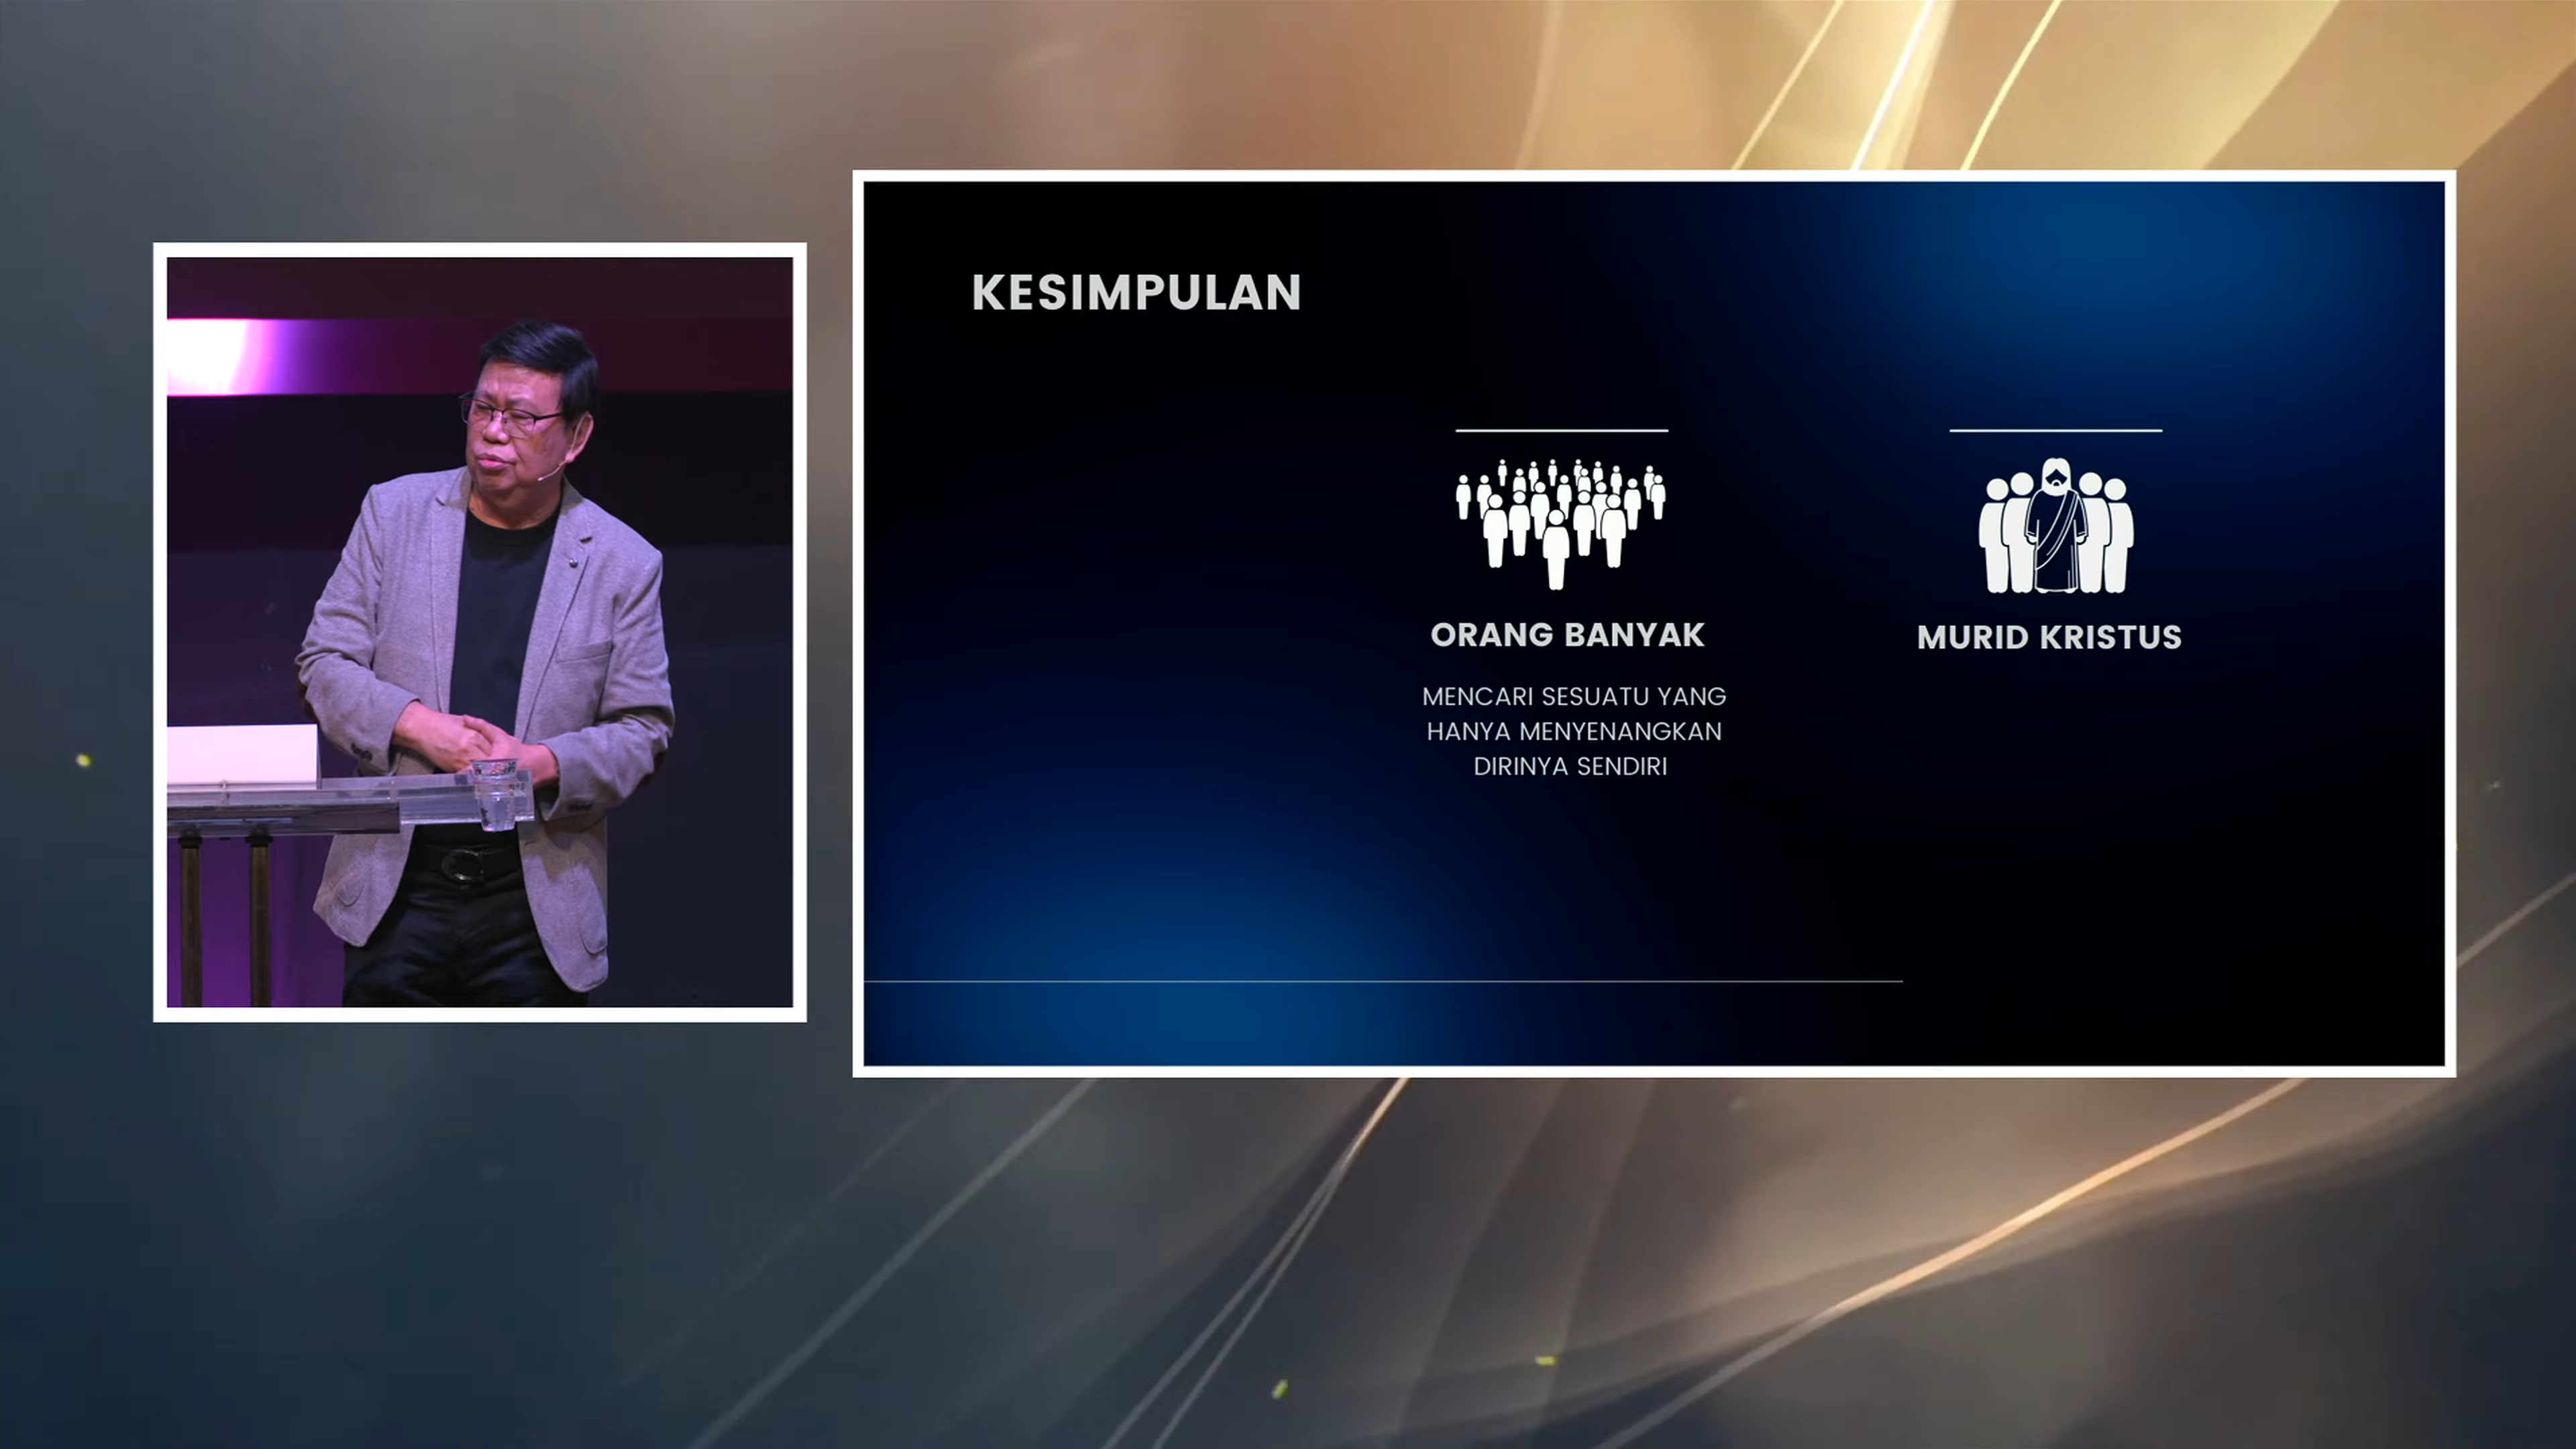 KESIMPULAN
ORANG BANYAK
MENCARI SESUATU YANG
HANYA MENYENANGKAN
DIRINYA SENDIRI
MURID KRISTUS